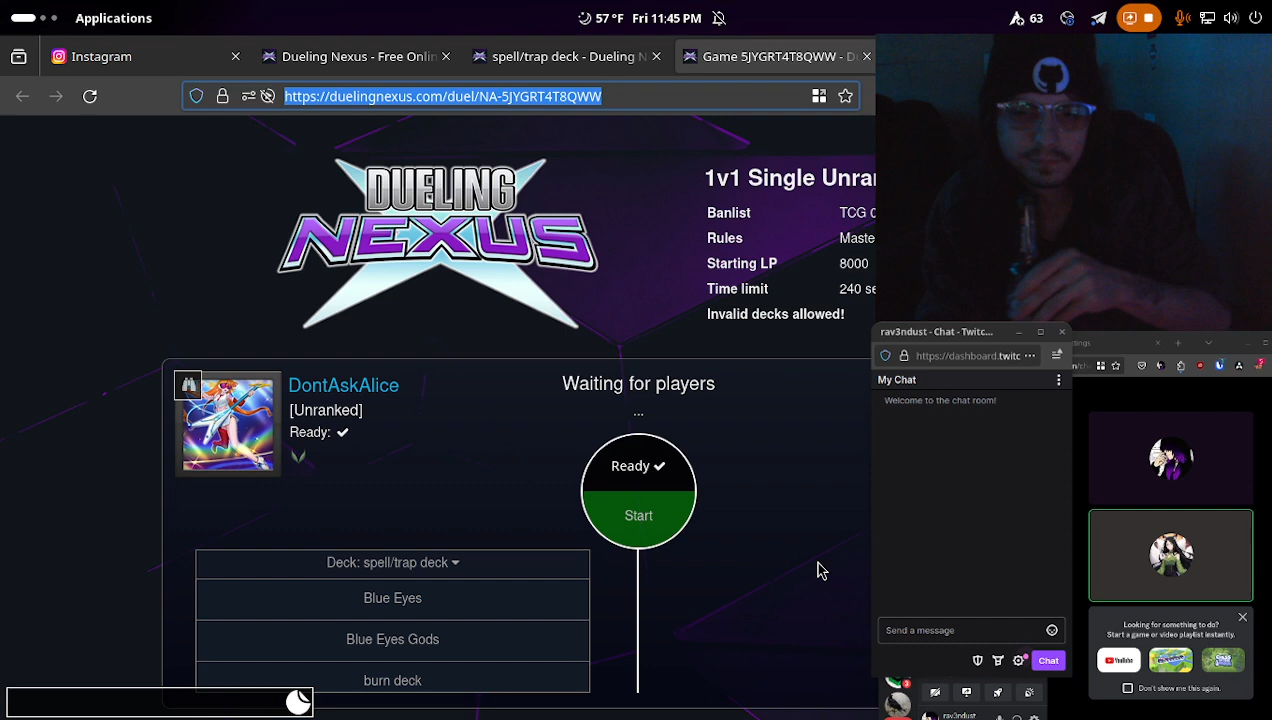 Applications
57 °F Fri 11:45 PM
63
Instagram
Dueling Nexus - Free Onlin
spell/trap deck - Dueling N
Game 5JYGRT4T8QWW - D
https://duelingnexus.com/duel/NA-5JYGRT4T8QWW
DUELING
NEXUS
1v1 Single Unra
Banlist TCG
Rules Maste
Starting LP 8000
Time limit 240 se
Invalid decks allowed!
DontAskAlice
[Unranked]
Ready:
Waiting for players
...
Ready
Start
Deck: spell/trap deck
Blue Eyes
Blue Eyes Gods
burn deck
rav3ndust - Chat - Twitc...
https://dashboard.twitc
My Chat
Welcome to the chat room!
Send a message
Chat
Looking for something to do?
Start a game or video playlist instantly.
YouTube
Don't show me this again.
3
rav3ndust